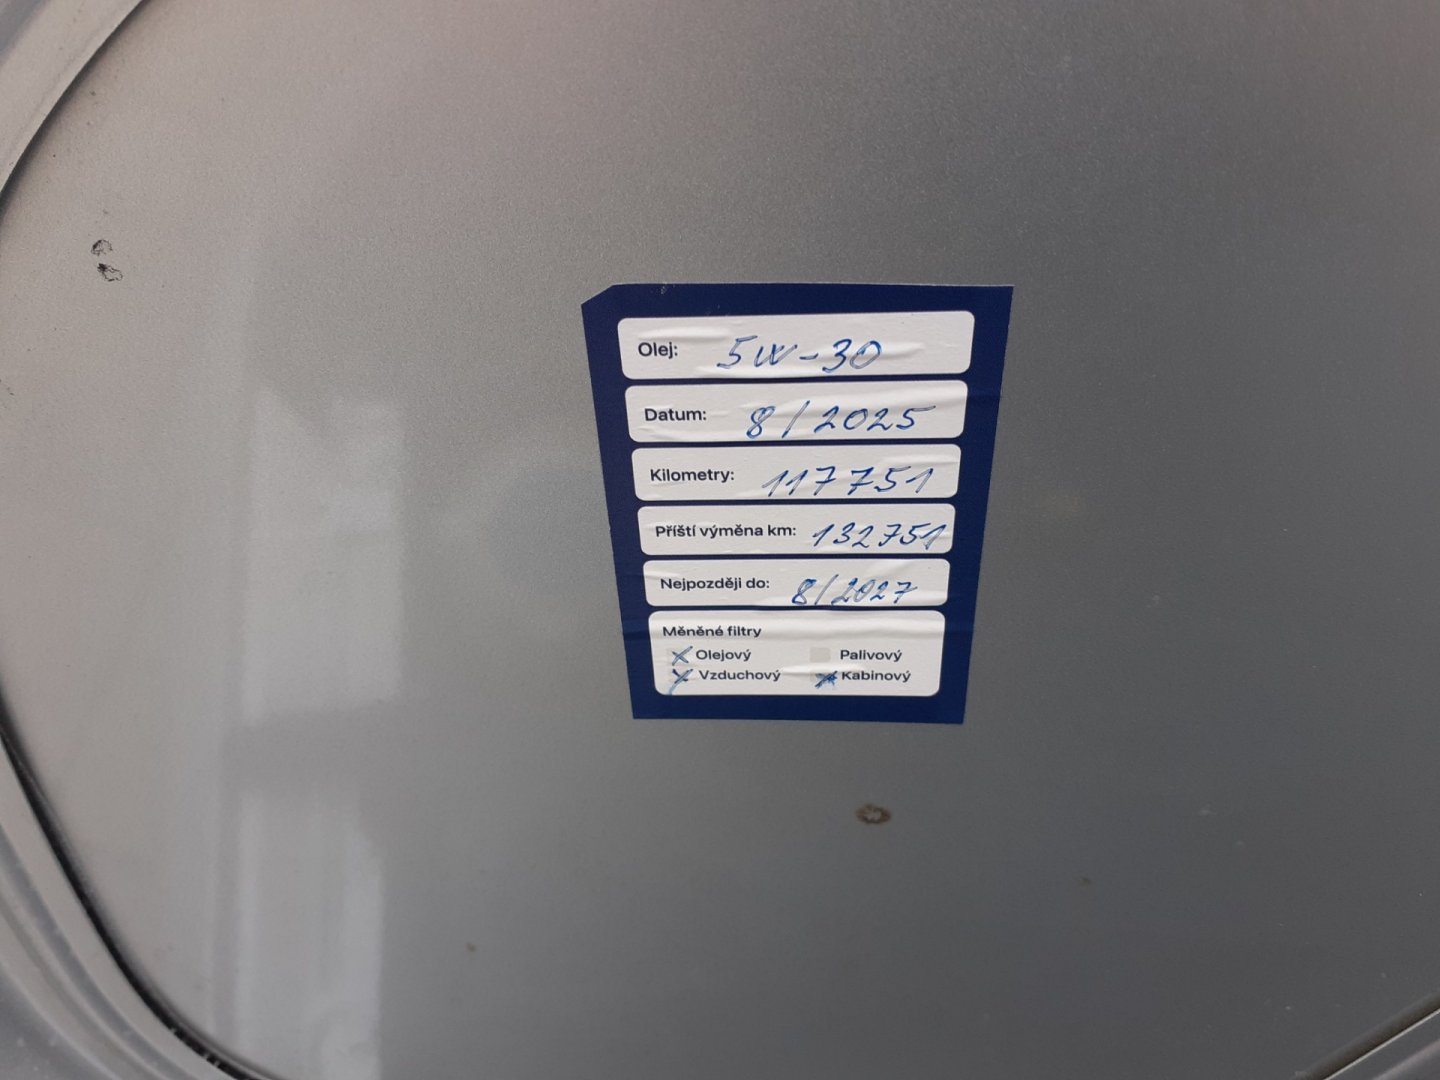 Olej: 5W-30
Datum: 8/2025
Kilometry: 117751
Příští výměna km: 132751
Nejpozději do: 8/2027
Měněné filtry
Olejový Palivový
Vzduchový Kabinový